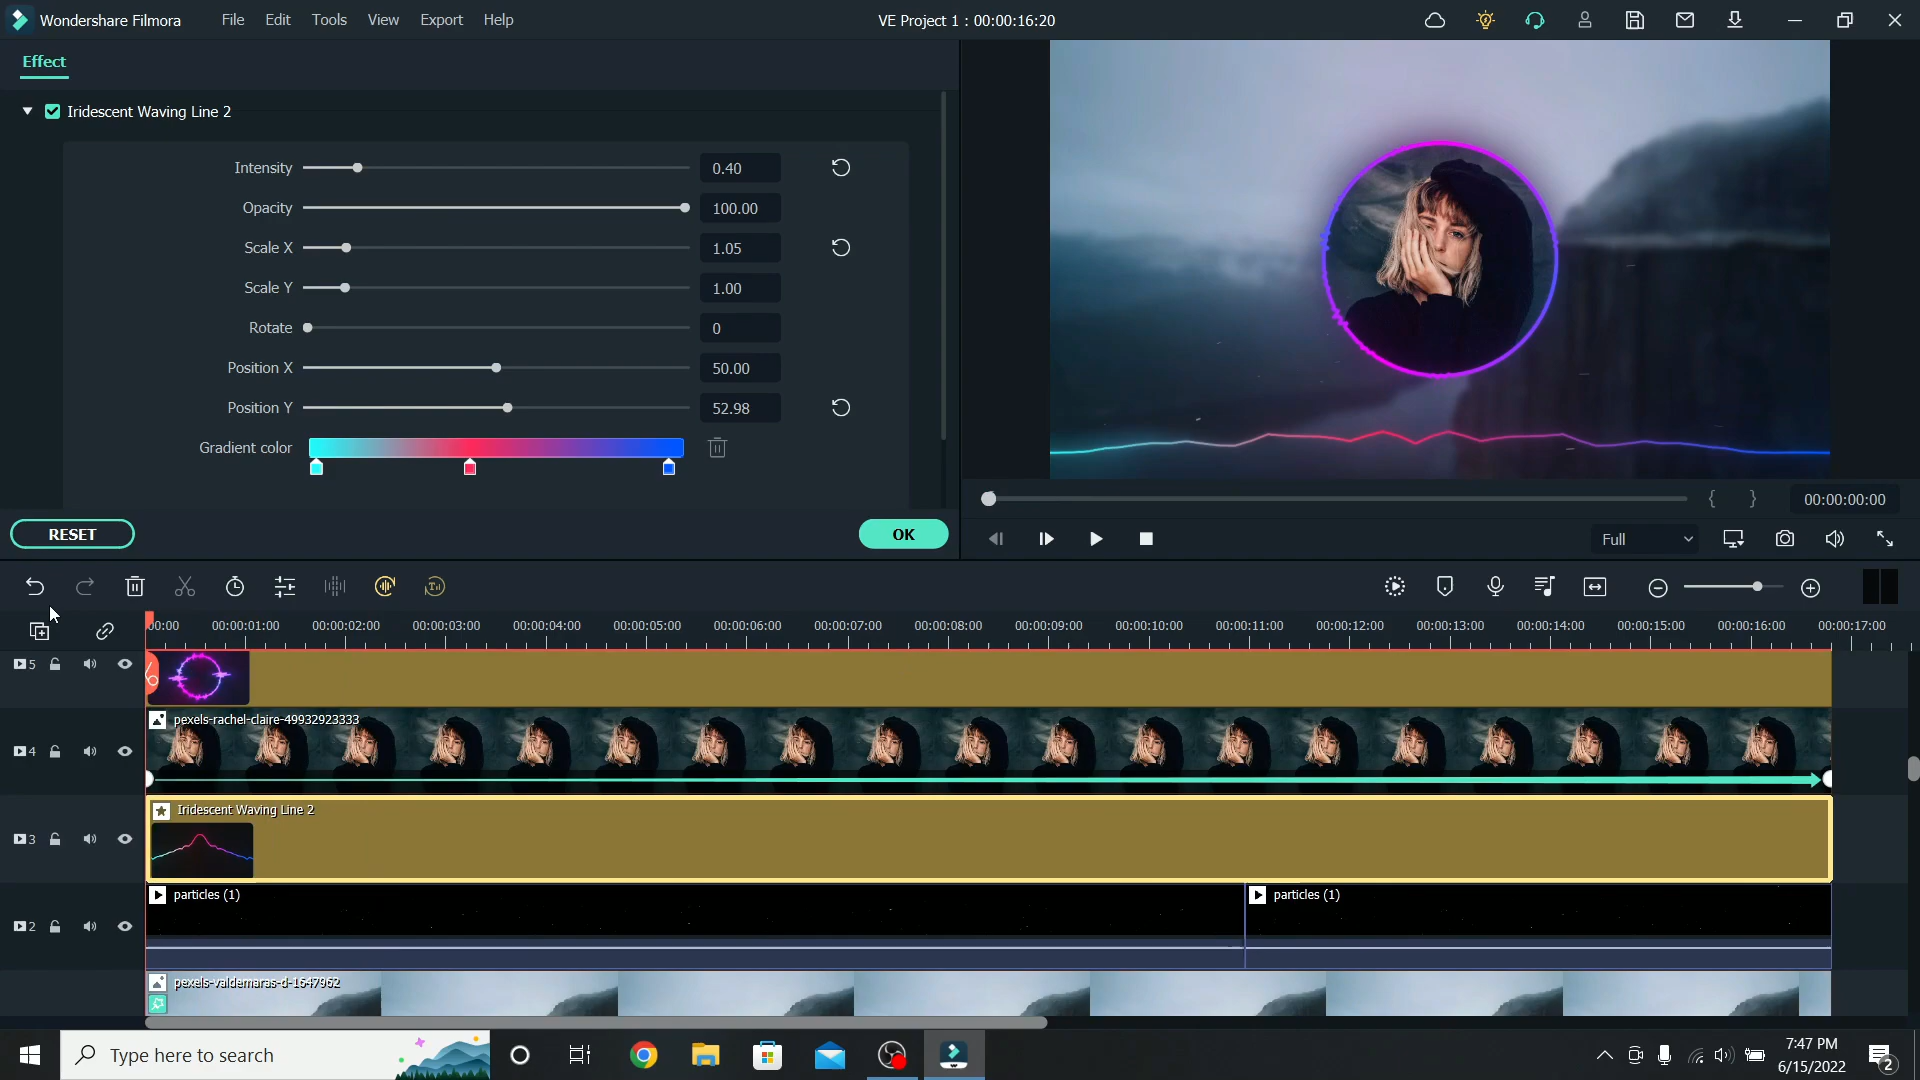 Wondershare Filmora File Edit Tools View Export Help VE Project 1 : 00:00:16:20
Effect
Iridescent Waving Line 2
Intensity 0.40
Opacity 100.00
Scale X 1.05
Scale Y 1.00
Rotate 0
Position X 50.00
Position Y 52.98
Gradient color
RESET OK
{ } 00:00:00:00
Full
00:00 00:00:01:00 00:00:02:00 00:00:03:00 00:00:04:00 00:00:05:00 00:00:06:00 00:00:07:00 00:00:08:00 00:00:09:00 00:00:10:00 00:00:11:00 00:00:12:00 00:00:13:00 00:00:14:00 00:00:15:00 00:00:16:00 00:00:17:00
5
pexels-rachel-claire-49932923333
4
Iridescent Waving Line 2
3
particles (1) particles (1)
2
pexels-valdemaras-d-1647962
Type here to search
7:47 PM
6/15/2022
2